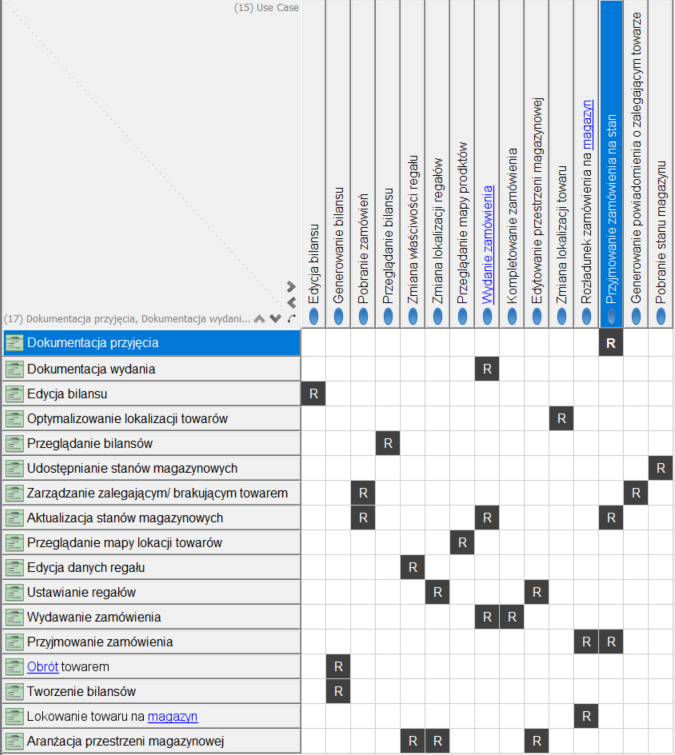 (15) Use Case
Edycja bilansu
Generowanie bilansu
Pobranie zamówień
Przeglądanie bilansu
Zmiana właściwości regału
Zmiana lokalizacji regałów
Przeglądanie mapy prodktów
Wydanie zamówienia
Kompletowanie zamówienia
Edytowanie przestrzeni magazynowej
Zmiana lokalizacji towaru
Rozładunek zamówienia na magazyn
Przyjmowanie zamówienia na stan
Generowanie powiadomienia o zalegającym towarze
Pobranie stanu magazynu
(17) Dokumentacja przyjęcia, Dokumentacja wydani...
Dokumentacja przyjęcia R
Dokumentacja wydania R
Edycja bilansu R
Optymalizowanie lokalizacji towarów R
Przeglądanie bilansów R
Udostępnianie stanów magazynowych R
Zarządzanie zalegającym/ brakującym towarem R R
Aktualizacja stanów magazynowych R R R
Przeglądanie mapy lokacji towarów R
Edycja danych regału R
Ustawianie regałów R R
Wydawanie zamówienia R R
Przyjmowanie zamówienia R R
Obrót towarem R
Tworzenie bilansów R
Lokowanie towaru na magazyn R
Aranżacja przestrzeni magazynowej R R R